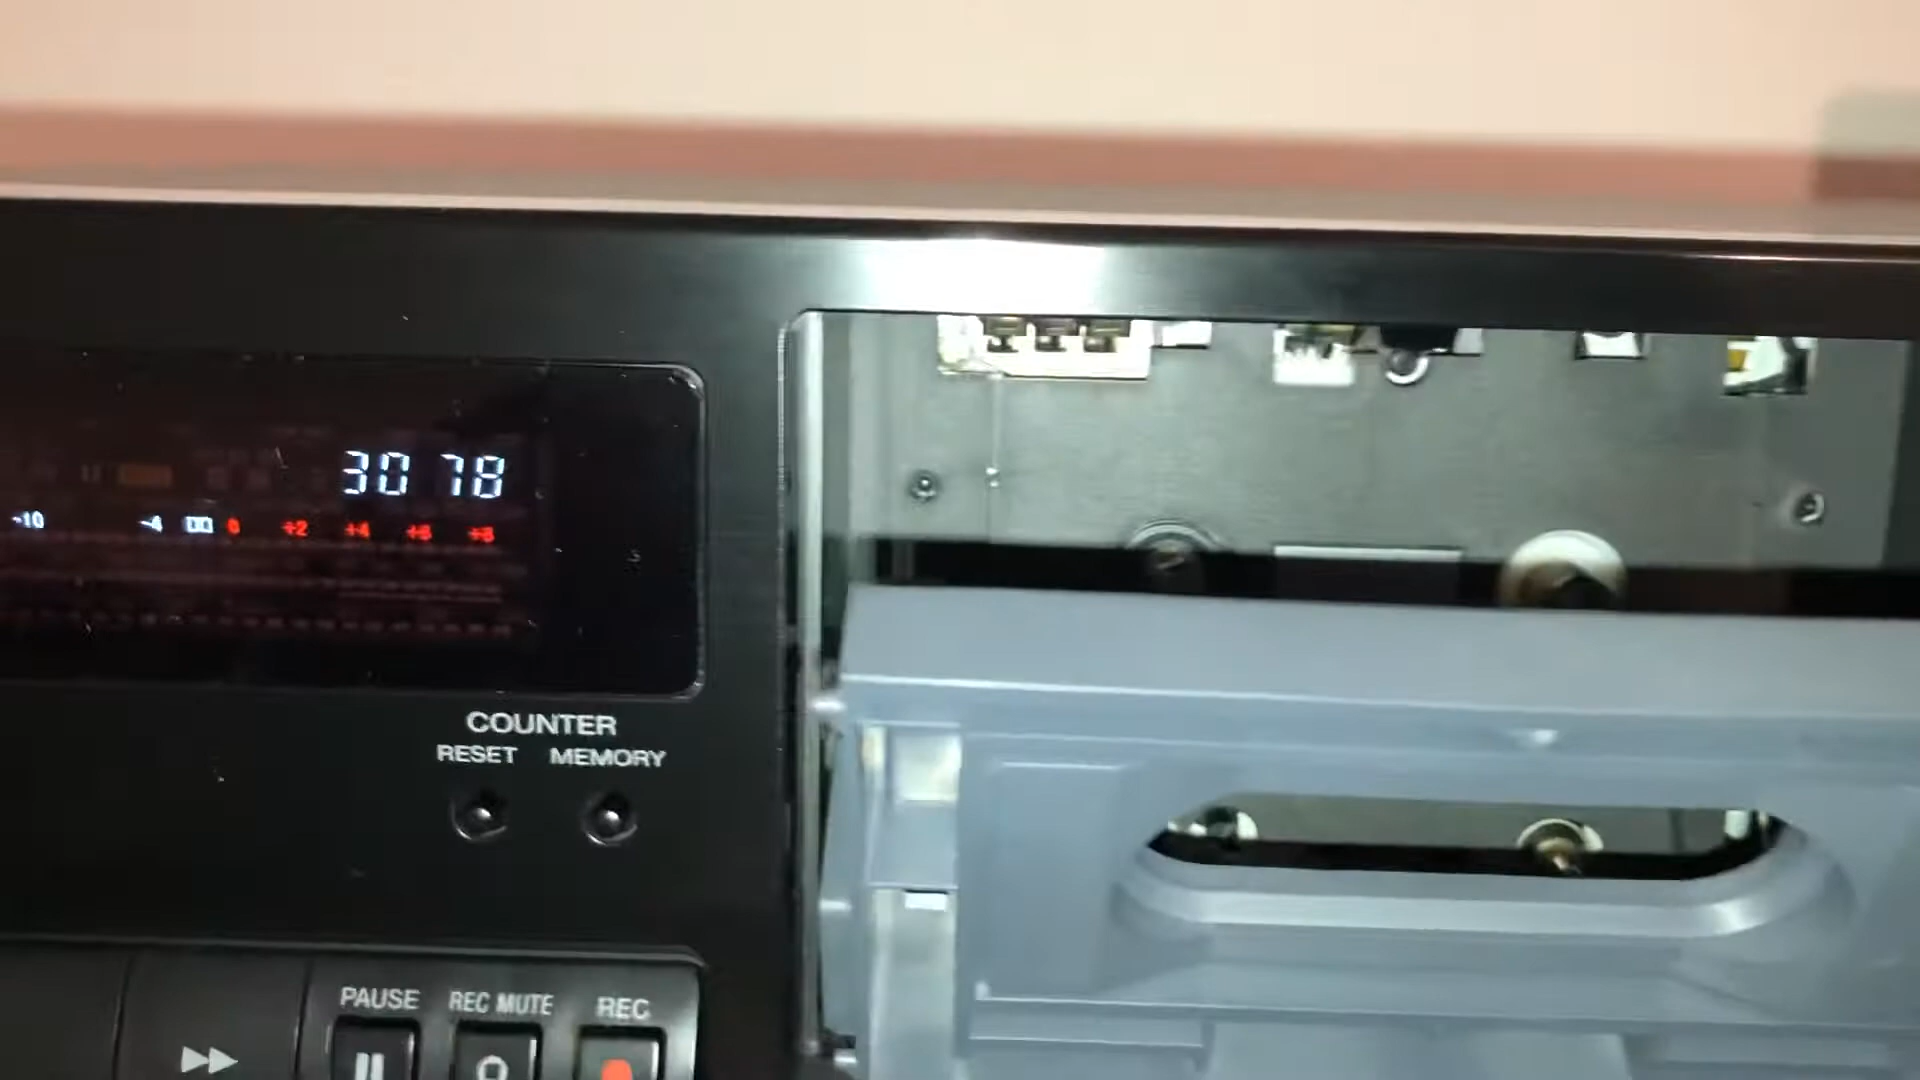 30 78
-10 -4 0 +2 +4 +6 +8
COUNTER
RESET MEMORY
PAUSE REC MUTE REC